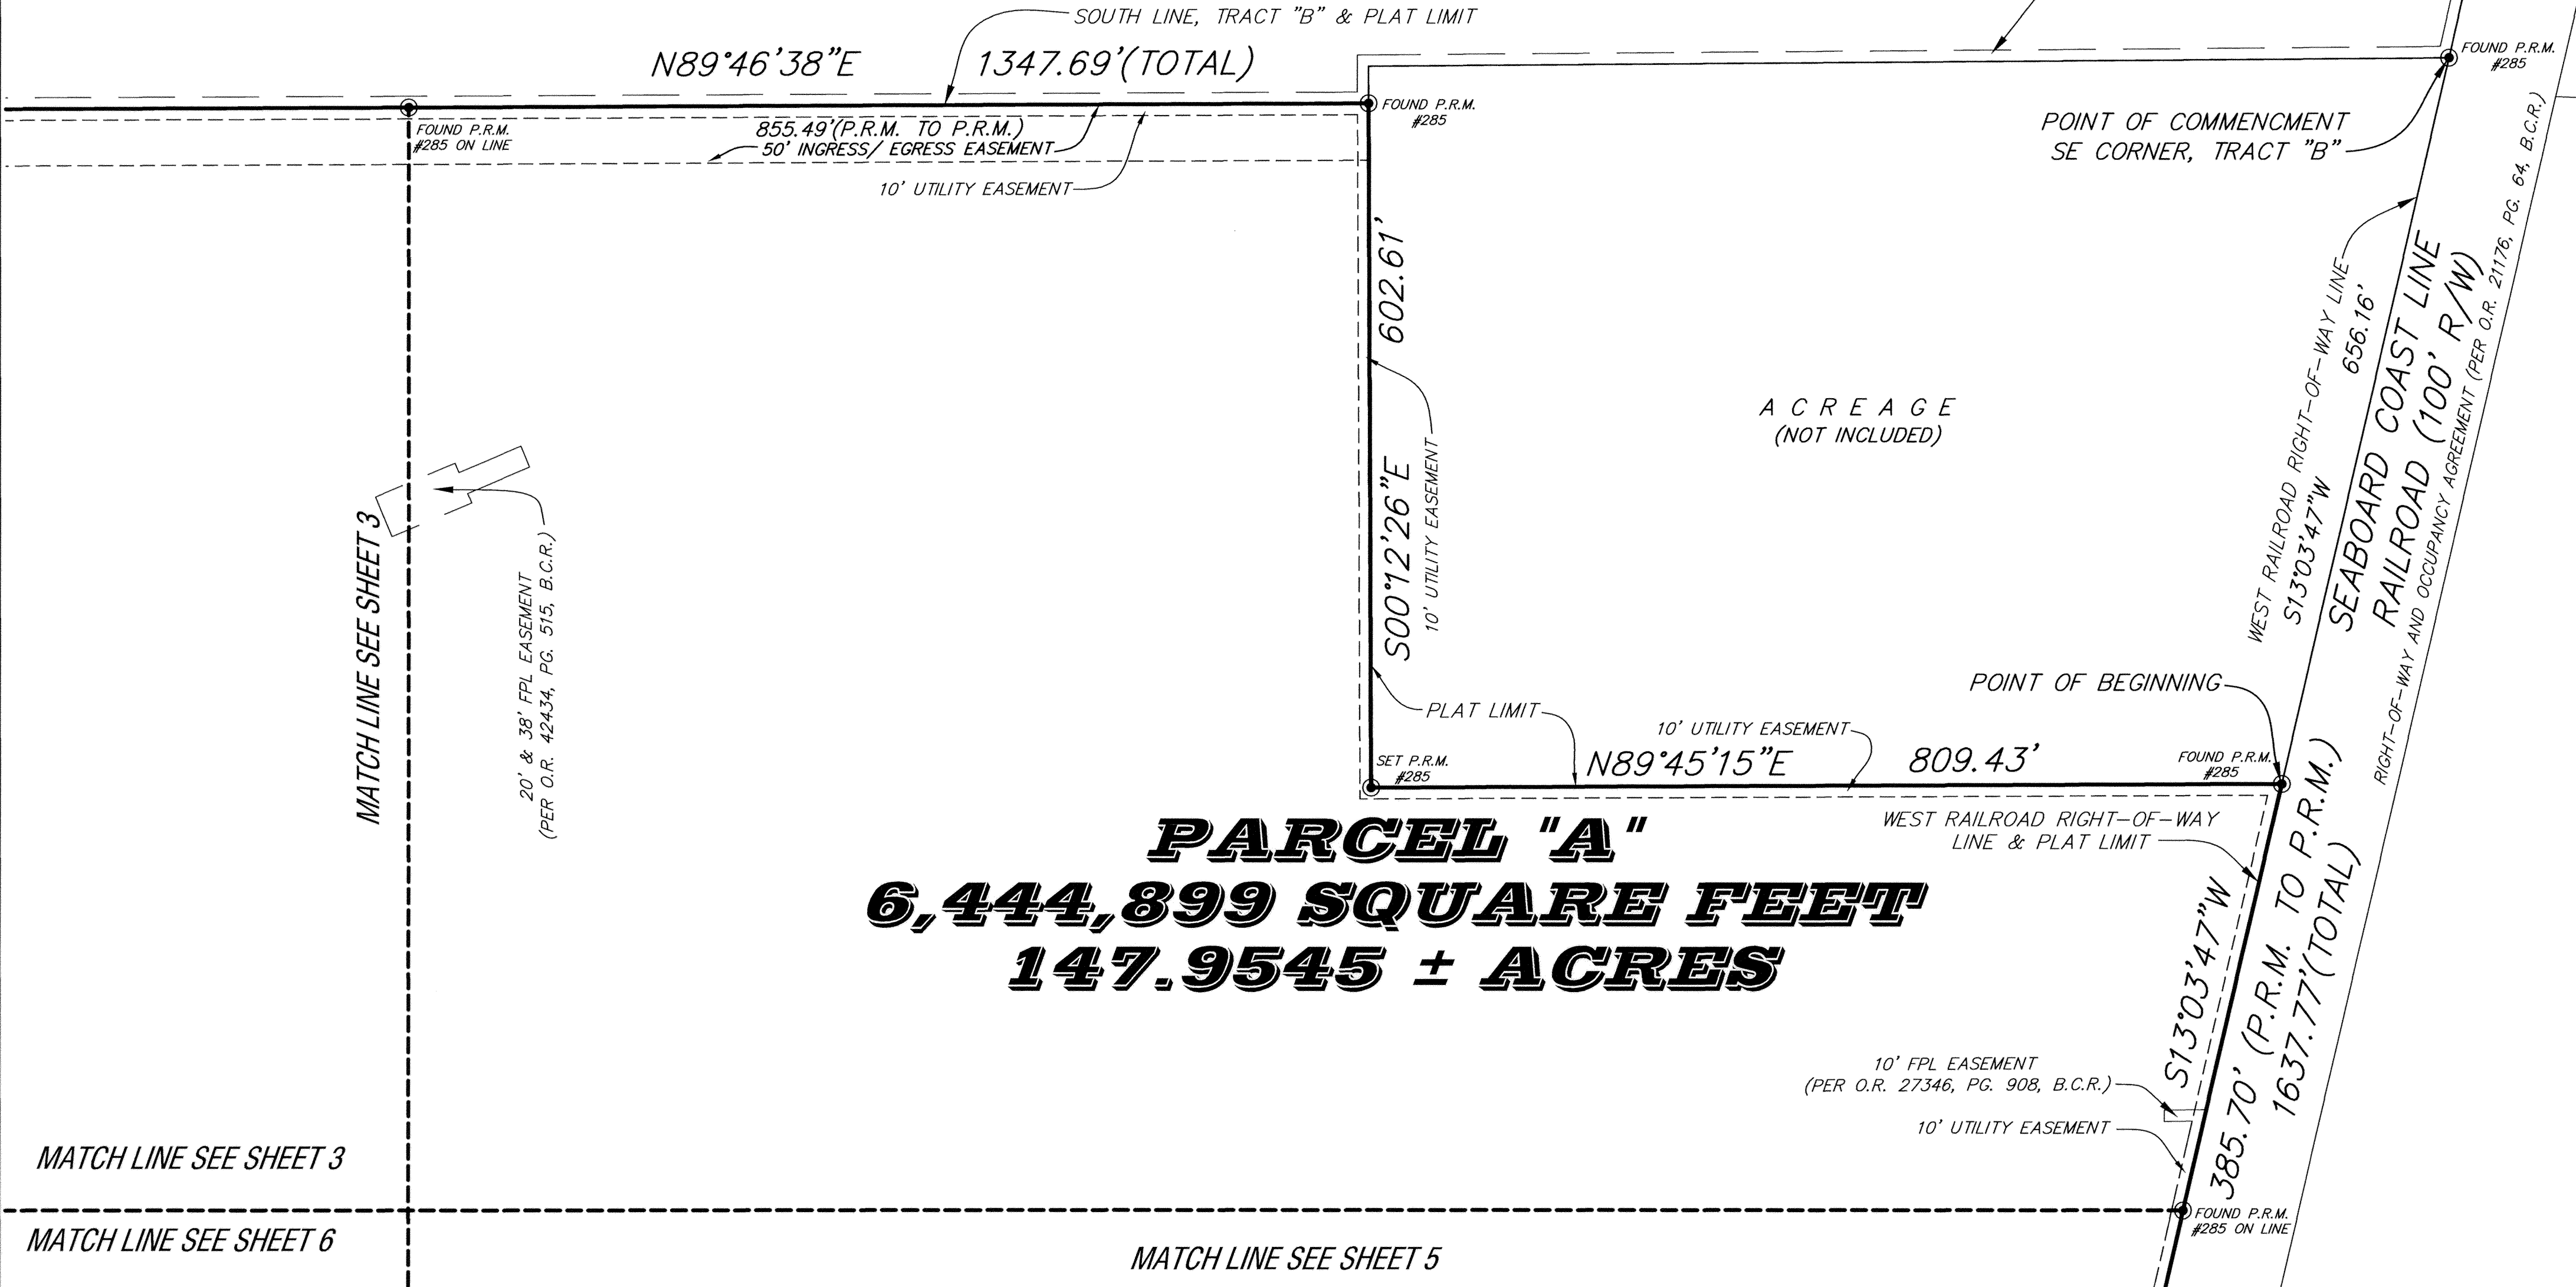 SOUTH LINE, TRACT "B" & PLAT LIMIT
N89°46'38"E 1347.69'(TOTAL)
FOUND P.R.M.
#285
FOUND P.R.M.
#285
FOUND P.R.M.
#285 ON LINE
855.49'(P.R.M. TO P.R.M.)
50' INGRESS/ EGRESS EASEMENT
10' UTILITY EASEMENT
POINT OF COMMENCMENT
SE CORNER, TRACT "B"
602.61'
S00°12'26"E
10' UTILITY EASEMENT
A C R E A G E
(NOT INCLUDED)
WEST RAILROAD RIGHT-OF-WAY LINE
656.16'
S13°03'47"W
SEABOARD COAST LINE
RAILROAD (100' R/W)
RIGHT-OF-WAY AND OCCUPANCY AGREEMENT (PER O.R. 21176, PG. 64, B.C.R.)
MATCH LINE SEE SHEET 3
20' & 38' FPL EASEMENT
(PER O.R. 42434, PG. 515, B.C.R.)
POINT OF BEGINNING
PLAT LIMIT
10' UTILITY EASEMENT
SET P.R.M.
#285
N89°45'15"E 809.43'
FOUND P.R.M.
#285
WEST RAILROAD RIGHT-OF-WAY
LINE & PLAT LIMIT
PARCEL "A"
6,444,899 SQUARE FEET
147.9545 ± ACRES
S13°03'47"W
385.70' (P.R.M. TO P.R.M.)
1637.77'(TOTAL)
10' FPL EASEMENT
(PER O.R. 27346, PG. 908, B.C.R.)
10' UTILITY EASEMENT
MATCH LINE SEE SHEET 3
FOUND P.R.M.
#285 ON LINE
MATCH LINE SEE SHEET 6
MATCH LINE SEE SHEET 5